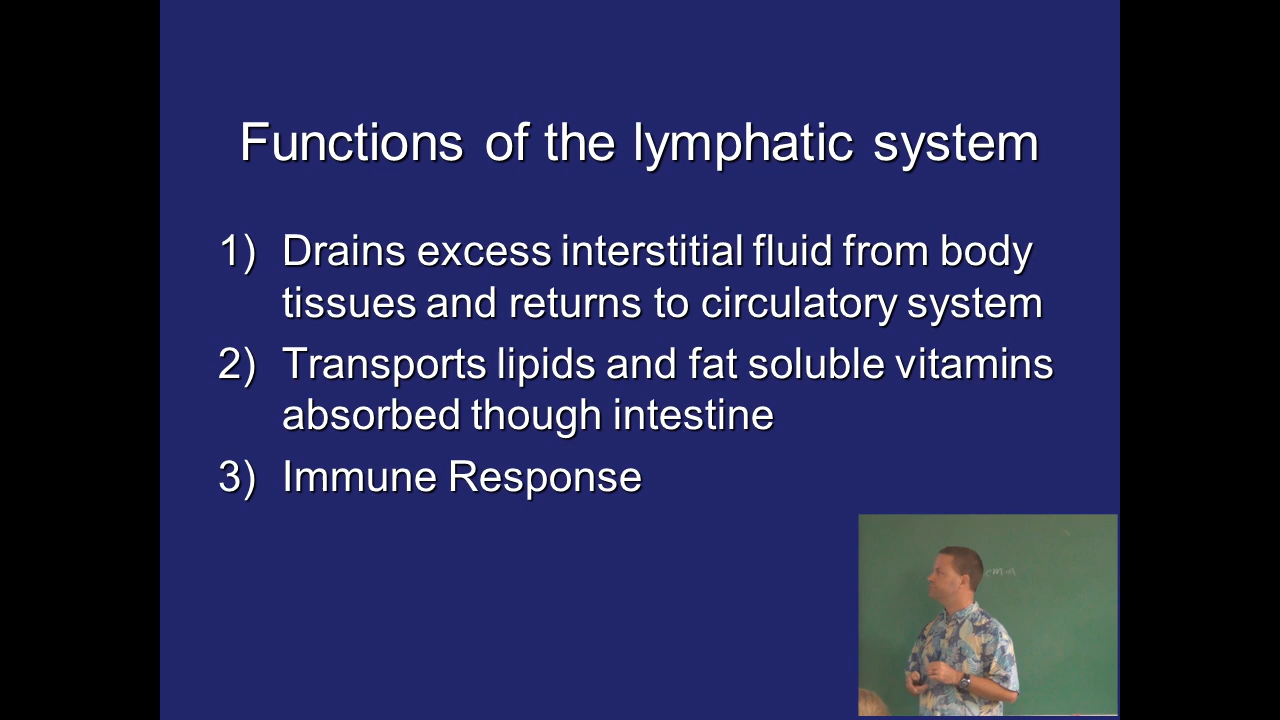 Functions of the lymphatic system
1) Drains excess interstitial fluid from body
tissues and returns to circulatory system
2) Transports lipids and fat soluble vitamins
absorbed though intestine
3) Immune Response